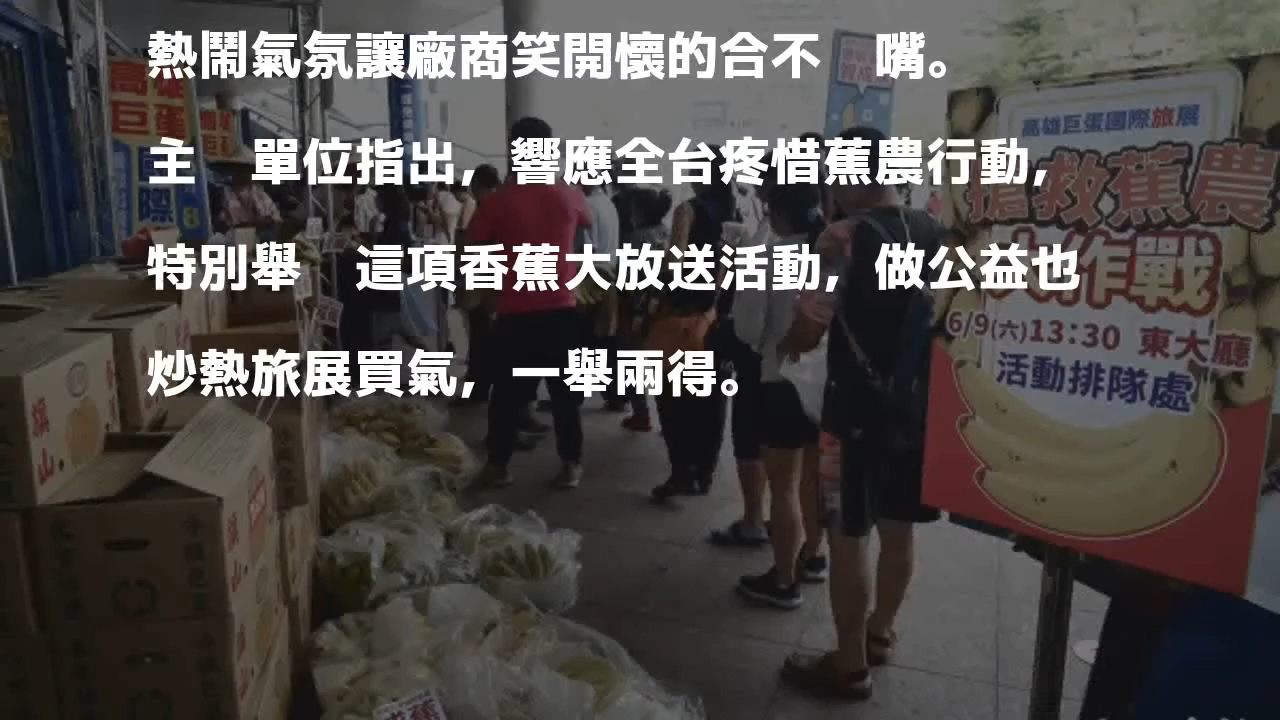 熱鬧氣氛讓廠商笑開懷的合不 嘴。
主 單位指出，響應全台疼惜蕉農行動，
特別舉 這項香蕉大放送活動，做公益也
炒熱旅展買氣，一舉兩得。
高雄巨蛋國際旅展
搶救蕉農
大作戰
6/9(六)13:30 東大廳
活動排隊處
高雄
巨蛋
國際
旗山